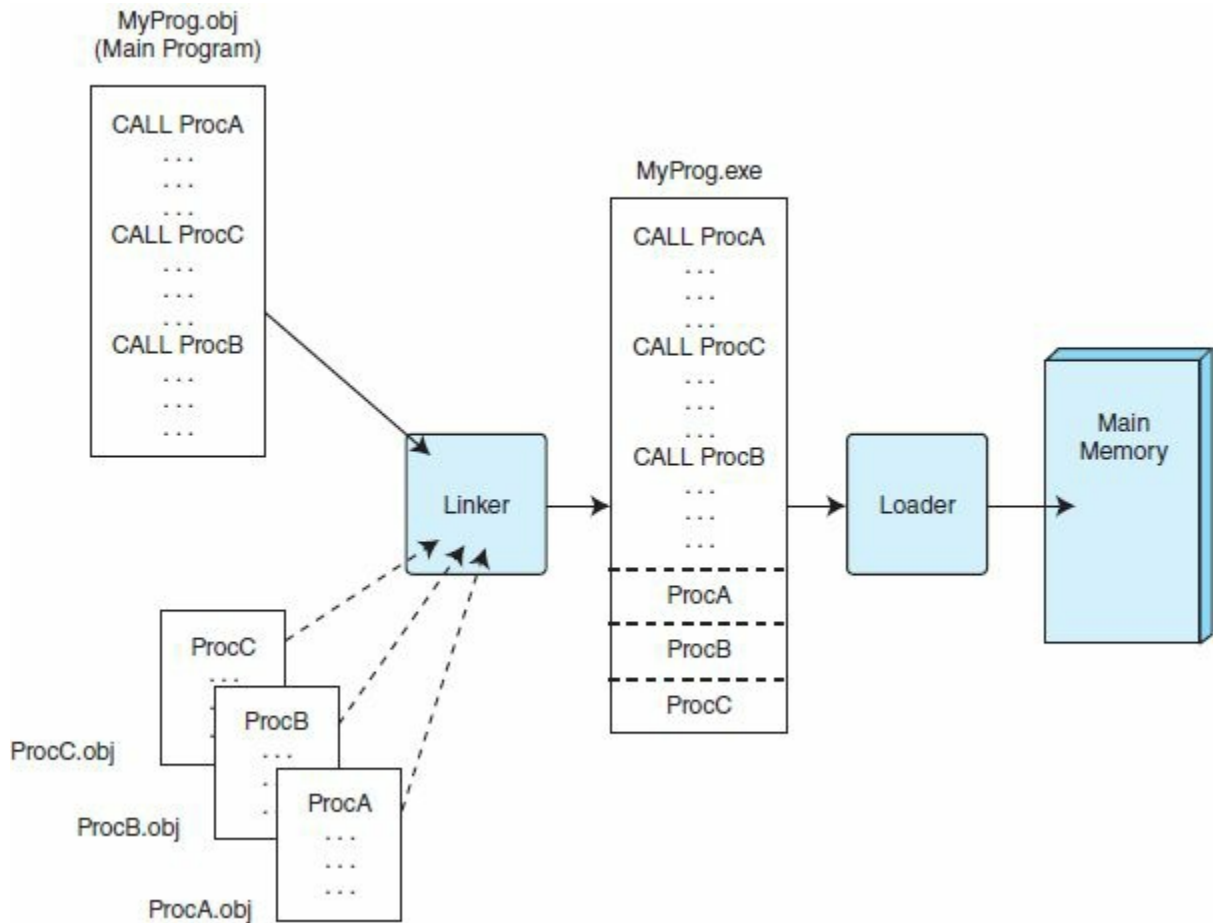 MyProg.obj
(Main Program)
CALL ProcA
. . .
. . .
. . .
CALL ProcC
. . .
. . .
. . .
CALL ProcB
. . .
. . .
. . .
Linker
ProcC
. . .
ProcC.obj
ProcB
. . .
ProcB.obj
ProcA
. . .
. . .
. . .
ProcA.obj
MyProg.exe
CALL ProcA
. . .
. . .
. . .
CALL ProcC
. . .
. . .
. . .
CALL ProcB
. . .
. . .
. . .
ProcA
ProcB
ProcC
Loader
Main
Memory